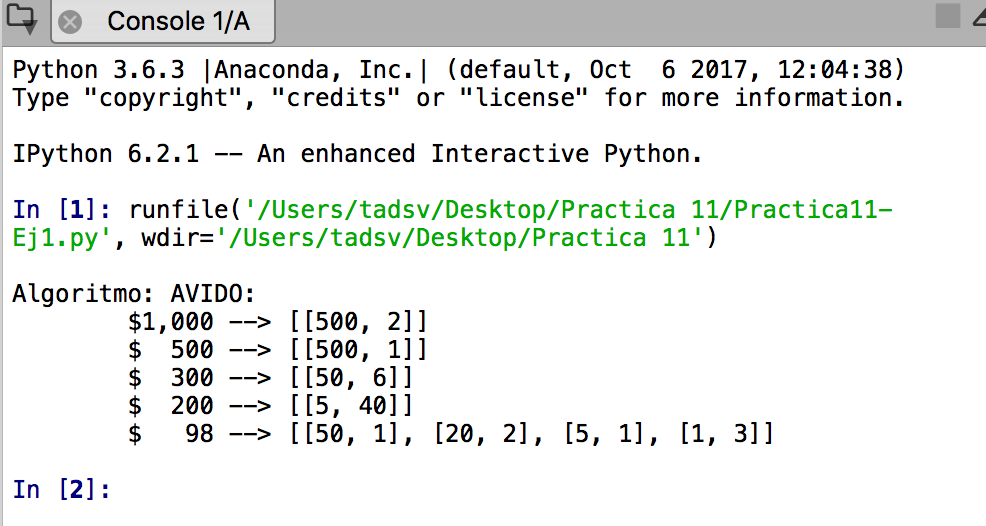 Console 1/A
Python 3.6.3 |Anaconda, Inc.| (default, Oct  6 2017, 12:04:38)
Type "copyright", "credits" or "license" for more information.
IPython 6.2.1 -- An enhanced Interactive Python.
In [1]: runfile('/Users/tadsv/Desktop/Practica 11/Practica11-
Ej1.py', wdir='/Users/tadsv/Desktop/Practica 11')
Algoritmo: AVIDO:
        $1,000 --> [[500, 2]]
        $  500 --> [[500, 1]]
        $  300 --> [[50, 6]]
        $  200 --> [[5, 40]]
        $   98 --> [[50, 1], [20, 2], [5, 1], [1, 3]]
In [2]: